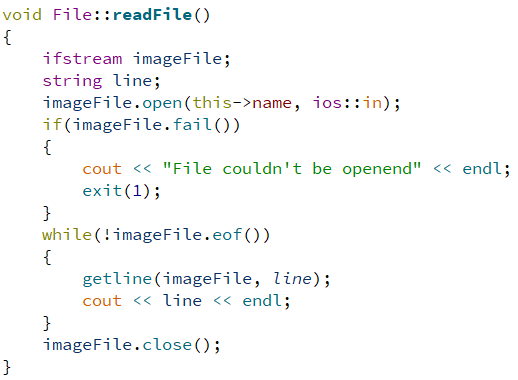 void File::readFile()
{
    ifstream imageFile;
    string line;
    imageFile.open(this->name, ios::in);
    if(imageFile.fail())
    {
        cout << "File couldn't be openend" << endl;
        exit(1);
    }
    while(!imageFile.eof())
    {
        getline(imageFile, line);
        cout << line << endl;
    }
    imageFile.close();
}